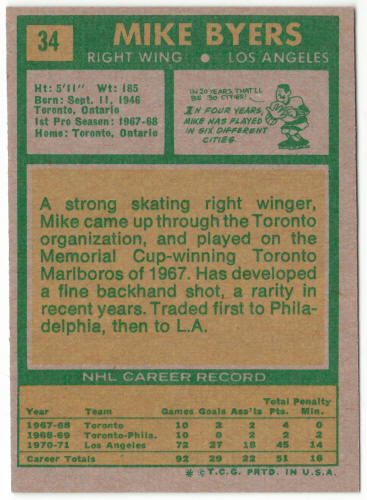 34
MIKE BYERS
RIGHT WING • LOS ANGELES
Ht: 5'11" Wt: 185
Born: Sept. 11, 1946
Toronto, Ontario
1st Pro Season: 1967-68
Home: Toronto, Ontario
IN 20 YEARS, THAT'LL
BE 30 CITIES!
IN FOUR YEARS,
MIKE HAS PLAYED
IN SIX DIFFERENT
CITIES.
A strong skating right winger,
Mike came up through the Toronto
organization, and played on the
Memorial Cup-winning Toronto
Marlboros of 1967. Has developed
a fine backhand shot, a rarity in
recent years. Traded first to Phila-
delphia, then to L.A.
NHL CAREER RECORD
Total Penalty
Year Team Games Goals Ass'ts Pts. Min.
1967-68 Toronto 10 2 2 4 0
1968-69 Toronto-Phila. 10 0 2 2 2
1970-71 Los Angeles 72 27 18 45 14
Career Totals 92 29 22 51 16
* © T.C.G. PRTD. IN U.S.A.